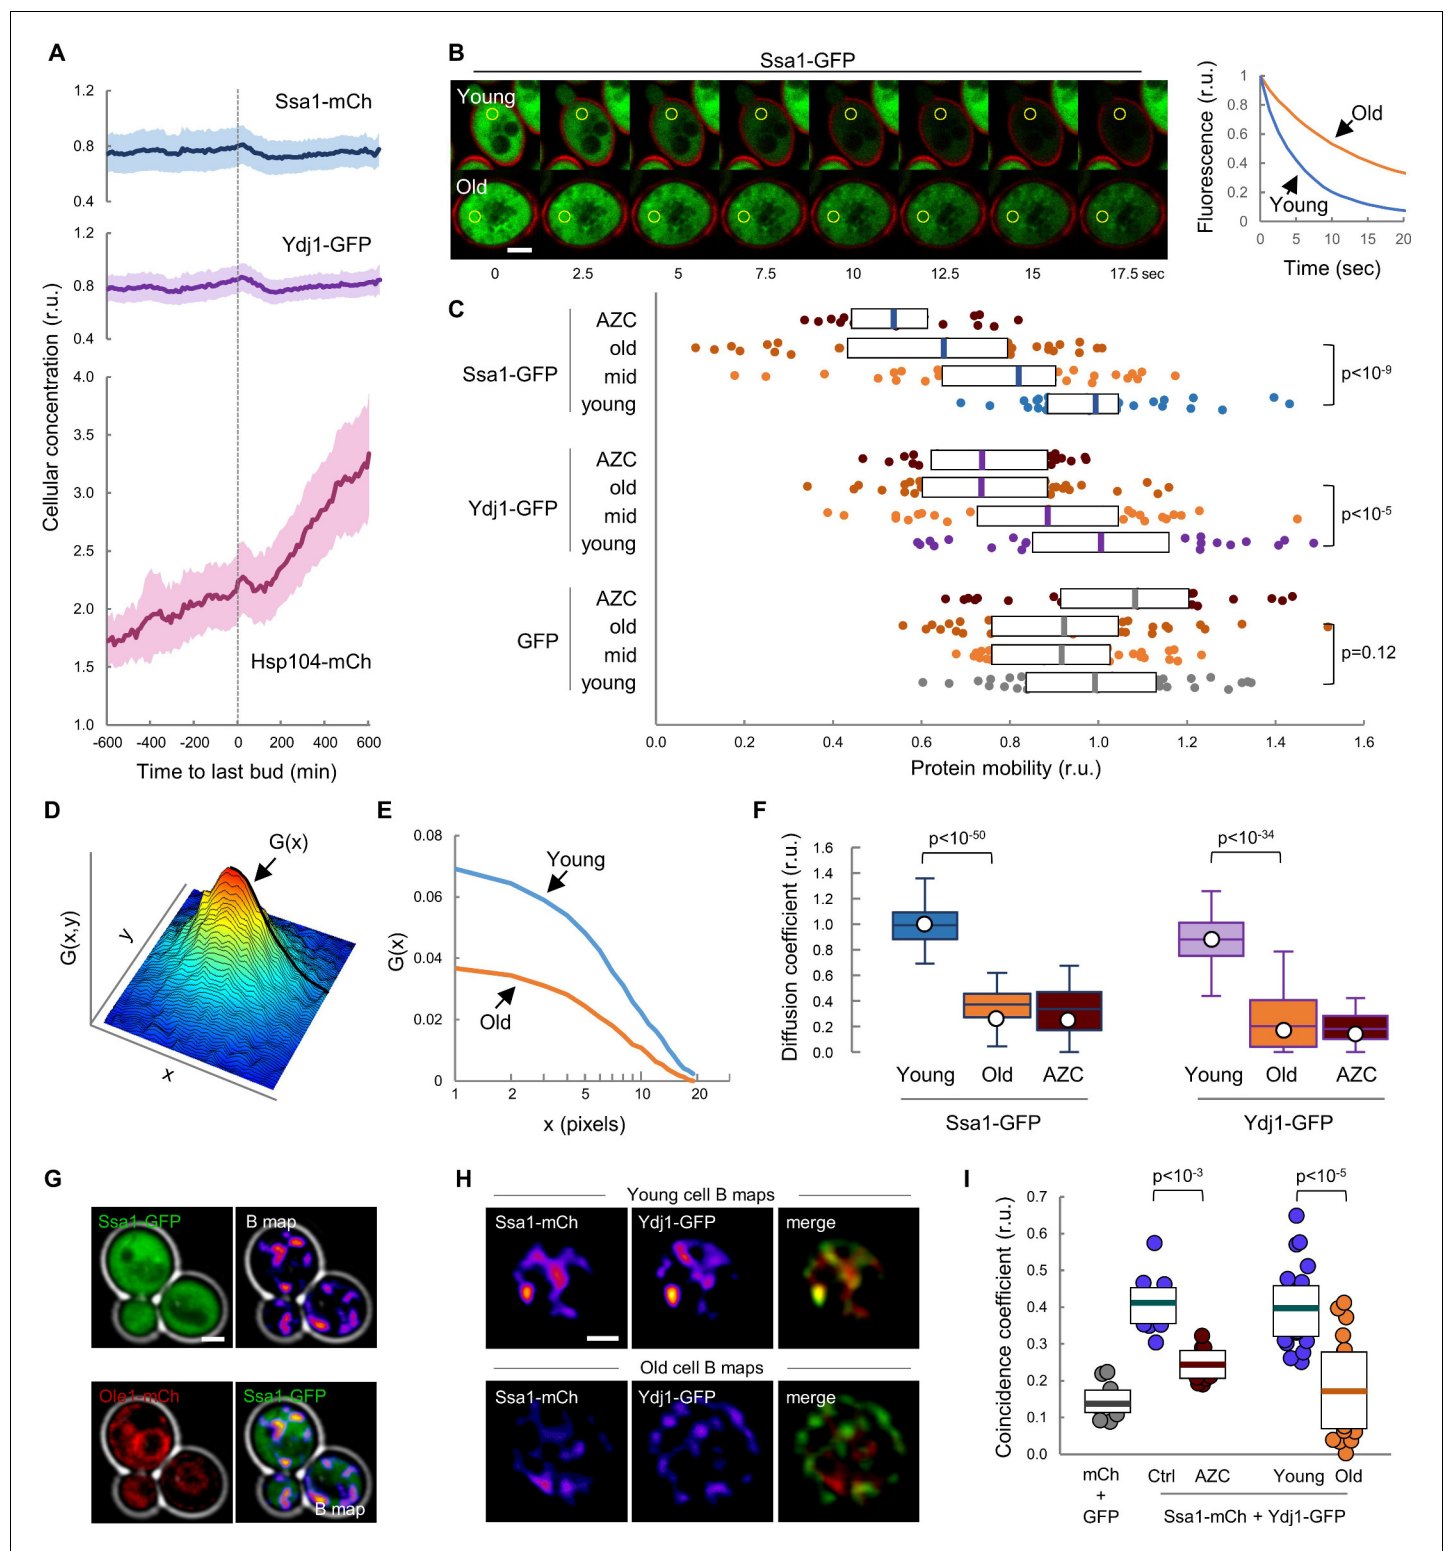 A
1.2
Ssa1-mCh
0.8
0.4
1.2
Ydj1-GFP
0.8
0.4
4.0
3.5
3.0
2.5
2.0
1.5
1.0
Hsp104-mCh
Cellular concentration (r.u.)
-600 -400 -200 0 200 400 600
Time to last bud (min)
B
Ssa1-GFP
Young
Old
0 2.5 5 7.5 10 12.5 15 17.5 sec
Fluorescence (r.u.)
1
0.8
0.6
0.4
0.2
0
Old
Young
0 5 10 15 20
Time (sec)
C
Ssa1-GFP
AZC
old
mid
young
p<10-9
Ydj1-GFP
AZC
old
mid
young
p<10-5
GFP
AZC
old
mid
young
p=0.12
0.0 0.2 0.4 0.6 0.8 1.0 1.2 1.4 1.6
Protein mobility (r.u.)
D
G(x)
G(x,y)
y
x
E
0.08
0.06
0.04
0.02
0
G(x)
Young
Old
1 2 5 10 20
x (pixels)
F
p<10-50
p<10-34
Diffusion coefficient (r.u.)
1.6
1.4
1.2
1.0
0.8
0.6
0.4
0.2
0.0
Young Old AZC
Young Old AZC
Ssa1-GFP
Ydj1-GFP
G
Ssa1-GFP
B map
Ole1-mCh
Ssa1-GFP
B map
H
Young cell B maps
Ssa1-mCh
Ydj1-GFP
merge
Old cell B maps
Ssa1-mCh
Ydj1-GFP
merge
I
p<10-3
p<10-5
Coincidence coefficient (r.u.)
0.7
0.6
0.5
0.4
0.3
0.2
0.1
0.0
mCh
+
GFP
Ctrl AZC
Young Old
Ssa1-mCh + Ydj1-GFP